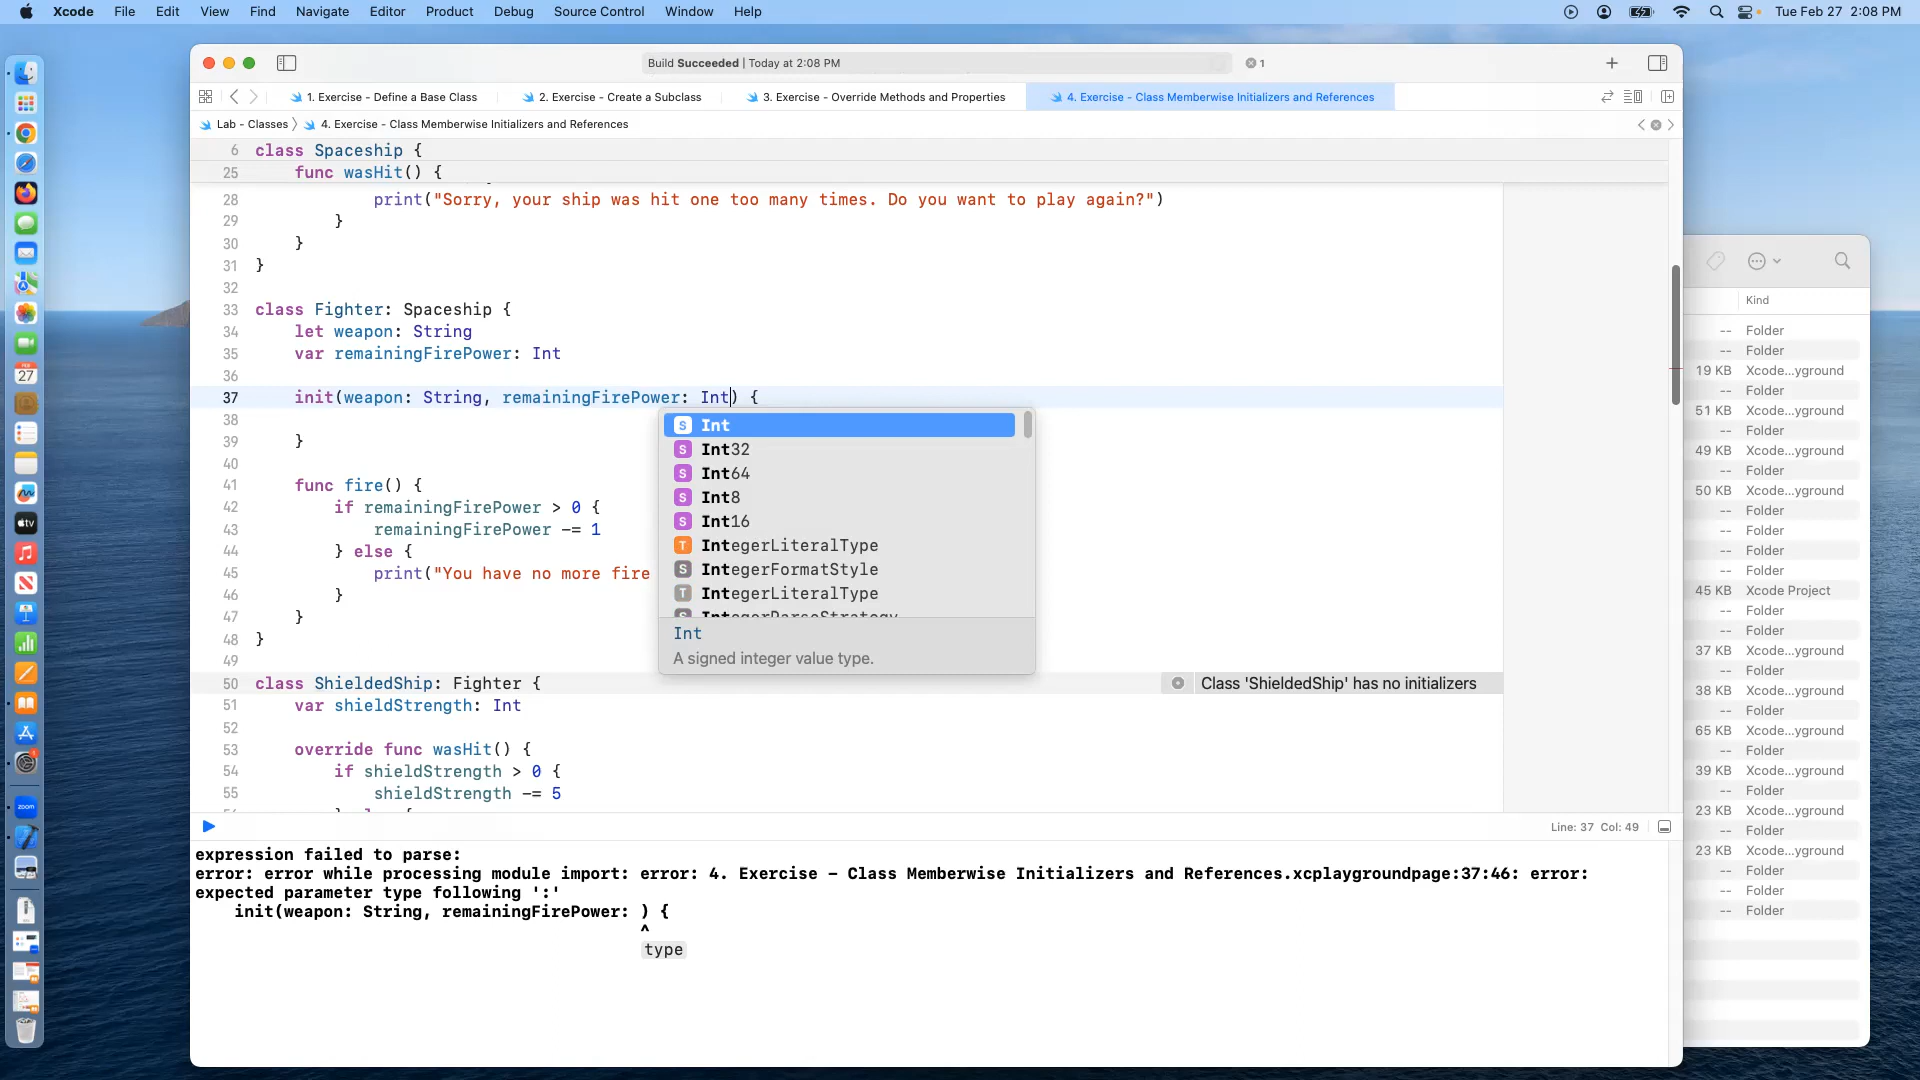 Xcode File Edit View Find Navigate Editor Product Debug Source Control Window Help
Tue Feb 27 2:08 PM
Build Succeeded | Today at 2:08 PM
1
1. Exercise - Define a Base Class
2. Exercise - Create a Subclass
3. Exercise - Override Methods and Properties
4. Exercise - Class Memberwise Initializers and References
Lab - Classes
4. Exercise - Class Memberwise Initializers and References
6 class Spaceship {
25 func wasHit() {
28 print("Sorry, your ship was hit one too many times. Do you want to play again?")
29 }
30 }
31 }
32
33 class Fighter: Spaceship {
34 let weapon: String
35 var remainingFirePower: Int
36
37 init(weapon: String, remainingFirePower: Int) {
38
39 }
40
41 func fire() {
42 if remainingFirePower > 0 {
43 remainingFirePower -= 1
44 } else {
45 print("You have no more fire
46 }
47 }
48 }
49
50 class ShieldedShip: Fighter {
Class 'ShieldedShip' has no initializers
51 var shieldStrength: Int
52
53 override func wasHit() {
54 if shieldStrength > 0 {
55 shieldStrength -= 5
S Int
S Int32
S Int64
S Int8
S Int16
T IntegerLiteralType
S IntegerFormatStyle
T IntegerLiteralType
S IntegerParseStrategy
Int
A signed integer value type.
Line: 37 Col: 49
expression failed to parse:
error: error while processing module import: error: 4. Exercise - Class Memberwise Initializers and References.xcplaygroundpage:37:46: error:
expected parameter type following ':'
init(weapon: String, remainingFirePower: ) {
^
type
Kind
-- Folder
-- Folder
19 KB Xcode...yground
-- Folder
51 KB Xcode...yground
-- Folder
49 KB Xcode...yground
-- Folder
50 KB Xcode...yground
-- Folder
-- Folder
-- Folder
-- Folder
45 KB Xcode Project
-- Folder
-- Folder
37 KB Xcode...yground
-- Folder
38 KB Xcode...yground
-- Folder
65 KB Xcode...yground
-- Folder
39 KB Xcode...yground
-- Folder
23 KB Xcode...yground
-- Folder
23 KB Xcode...yground
-- Folder
-- Folder
-- Folder
27
tv
zoom